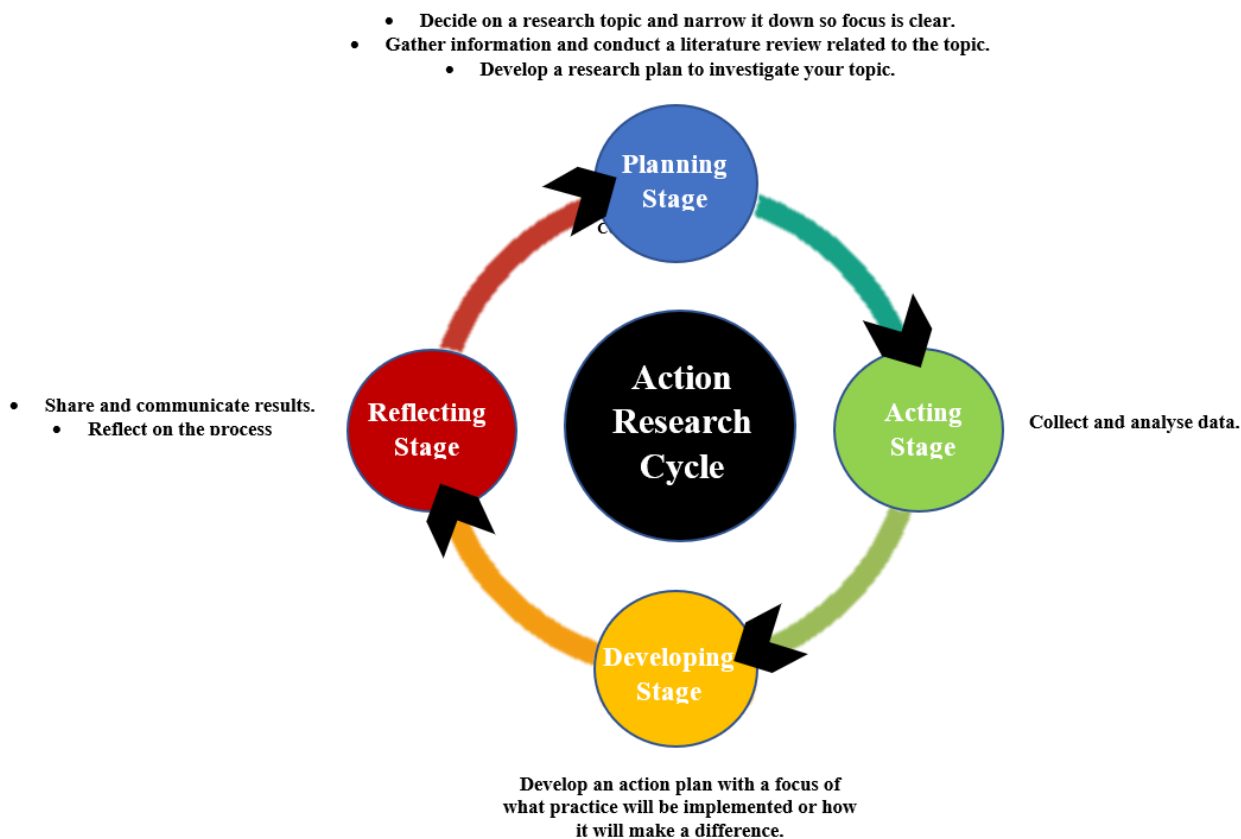 • Decide on a research topic and narrow it down so focus is clear.
• Gather information and conduct a literature review related to the topic.
• Develop a research plan to investigate your topic.
Planning
Stage
C
Action
Research
Cycle
Reflecting
Stage
Acting
Stage
• Share and communicate results.
• Reflect on the process
Collect and analyse data.
Developing
Stage
Develop an action plan with a focus of
what practice will be implemented or how
it will make a difference.